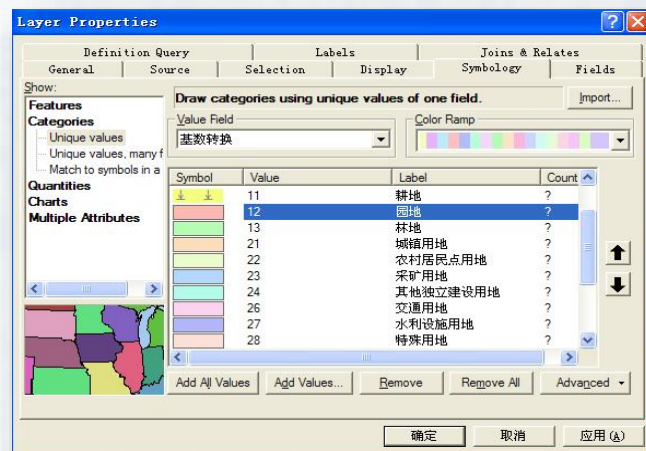 Layer Properties
Definition Query Labels Joins & Relates
General Source Selection Display Symbology Fields
Show:
Features
Categories
Unique values
Unique values, many f
Match to symbols in a
Quantities
Charts
Multiple Attributes
Draw categories using unique values of one field.
Import...
Value Field
基数转换
Color Ramp
Symbol Value Label Count
11 耕地 ?
12 园地 ?
13 林地 ?
21 城镇用地 ?
22 农村居民点用地 ?
23 采矿用地 ?
24 其他独立建设用地 ?
26 交通用地 ?
27 水利设施用地 ?
28 特殊用地 ?
Add All Values Add Values... Remove Remove All Advanced
确定 取消 应用(A)